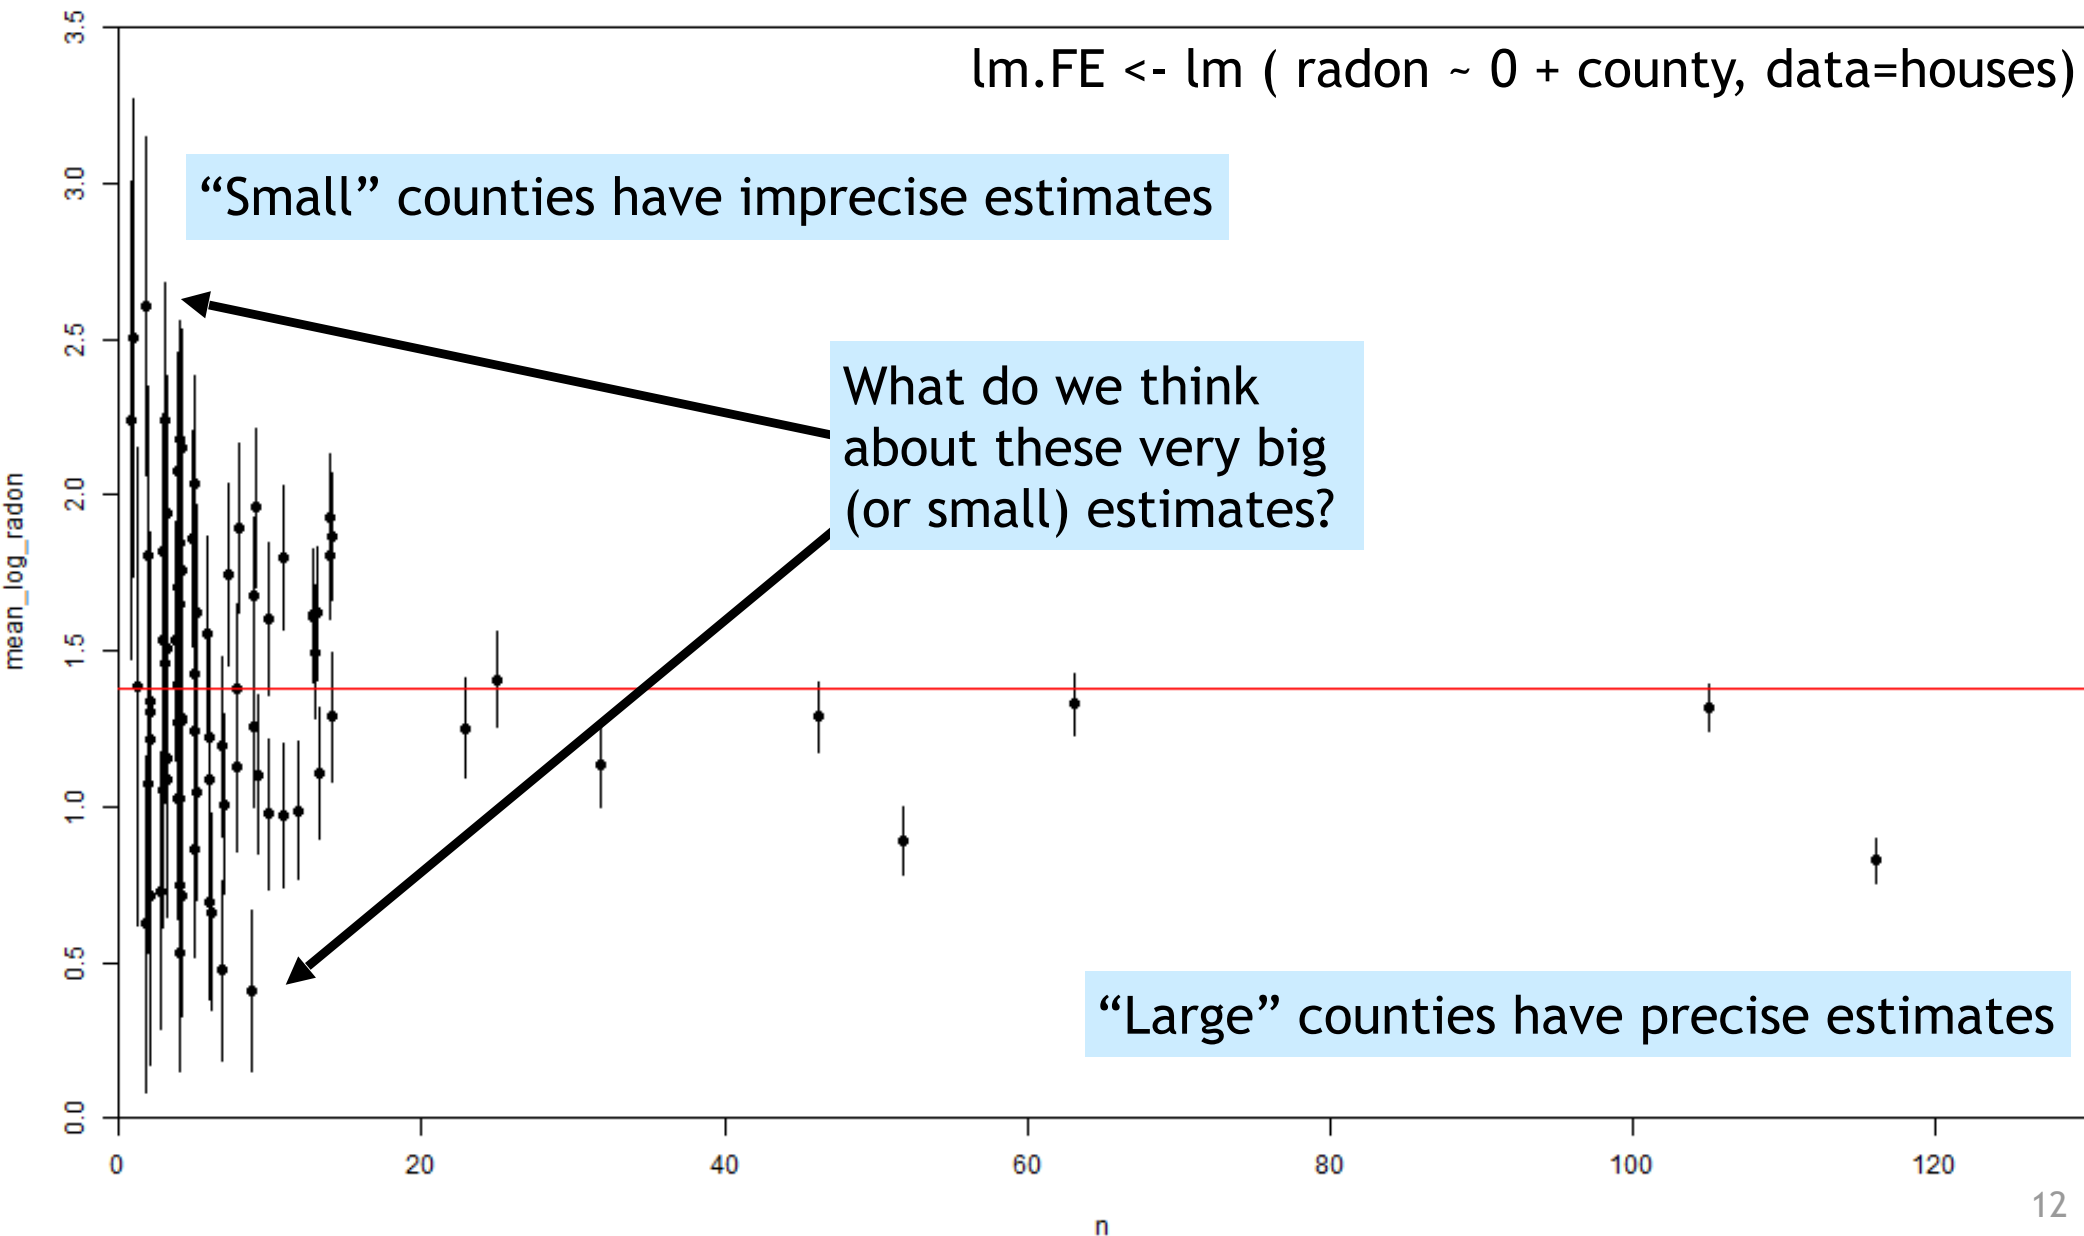 lm.FE <- lm ( radon ~ 0 + county, data=houses)
“Small” counties have imprecise estimates
What do we think
about these very big
(or small) estimates?
“Large” counties have precise estimates
mean_log_radon
3.5
3.0
2.5
2.0
1.5
1.0
0.5
0.0
0
20
40
60
80
100
120
n
12